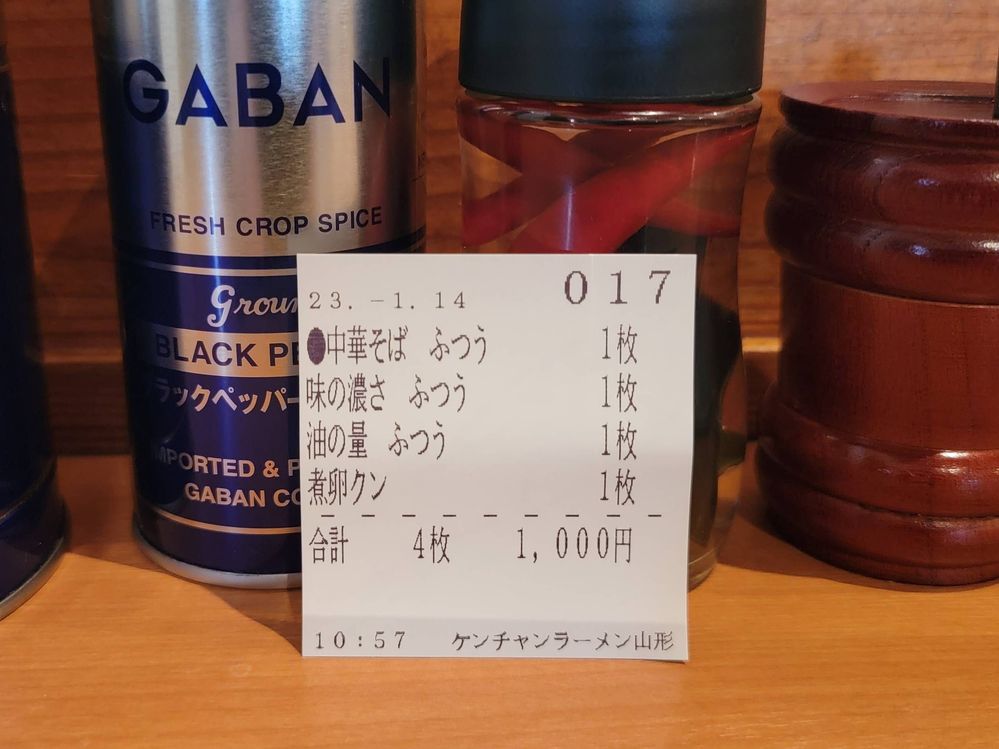 GABAN
FRESH CROP SPICE
BLACK
ラックペッパー
GABAN
017
23.-1.14
●中華そば ふつう 1枚
味の濃さ ふつう 1枚
油の量 ふつう 1枚
煮卵クン 1枚
合計 4枚 1,000円
10:57 ケンチャンラーメン山形